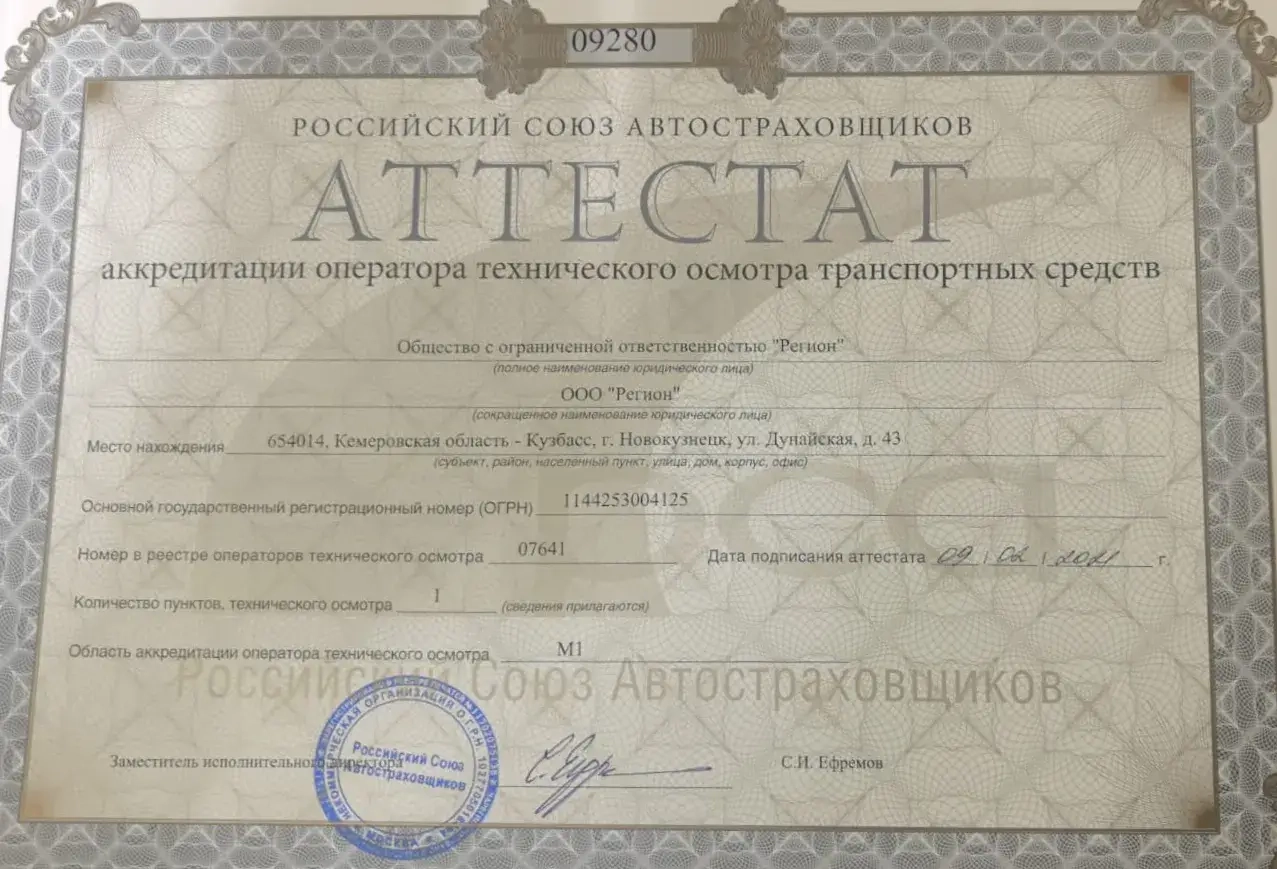 09280
РОССИЙСКИЙ СОЮЗ АВТОСТРАХОВЩИКОВ
АТТЕСТАТ
аккредитации оператора технического осмотра транспортных средств
Общество с ограниченной ответственностью "Регион"
(полное наименование юридического лица)
ООО "Регион"
(сокращенное наименование юридического лица)
Место нахождения 654014, Кемеровская область - Кузбасс, г. Новокузнецк, ул. Дунайская, д. 43
(субъект, район, населенный пункт, улица, дом, корпус, офис)
Основной государственный регистрационный номер (ОГРН) 1144253004125
Номер в реестре операторов технического осмотра 07641 Дата подписания аттестата 09 / 02 / 2021 г.
Количество пунктов технического осмотра 1 (сведения прилагаются)
Область аккредитации оператора технического осмотра M1
Российский Союз Автостраховщиков
Заместитель исполнительного директора С.И. Ефремов
НЕКОММЕРЧЕСКАЯ ОРГАНИЗАЦИЯ О.Г.Р.Н.
Российский Союз
Автостраховщиков
МОСКВА